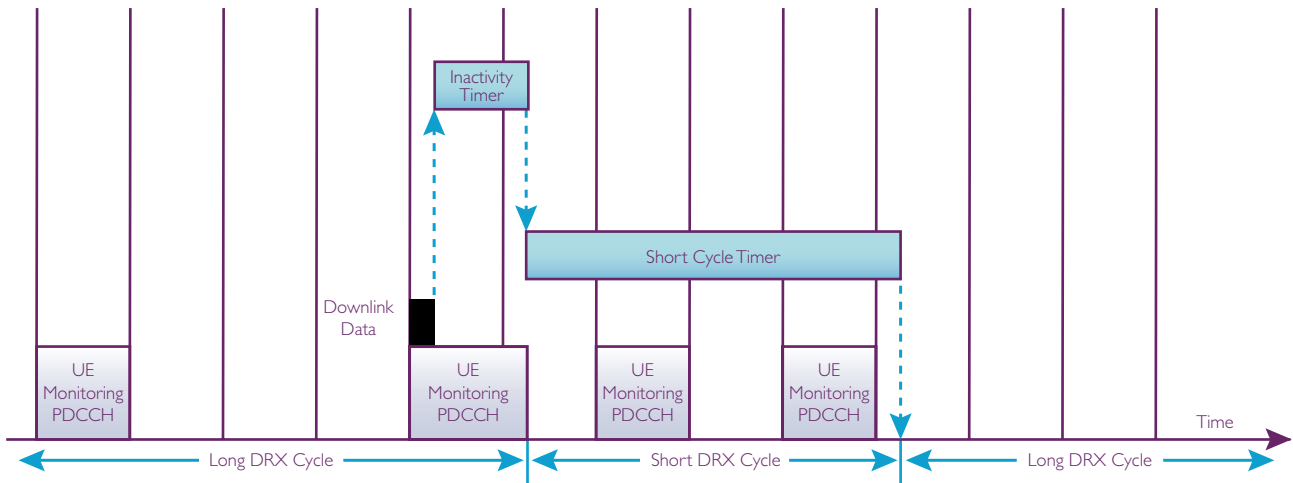 Inactivity
Timer
Short Cycle Timer
Downlink
Data
UE
Monitoring
PDCCH
UE
Monitoring
PDCCH
UE
Monitoring
PDCCH
UE
Monitoring
PDCCH
Time
Long DRX Cycle
Short DRX Cycle
Long DRX Cycle